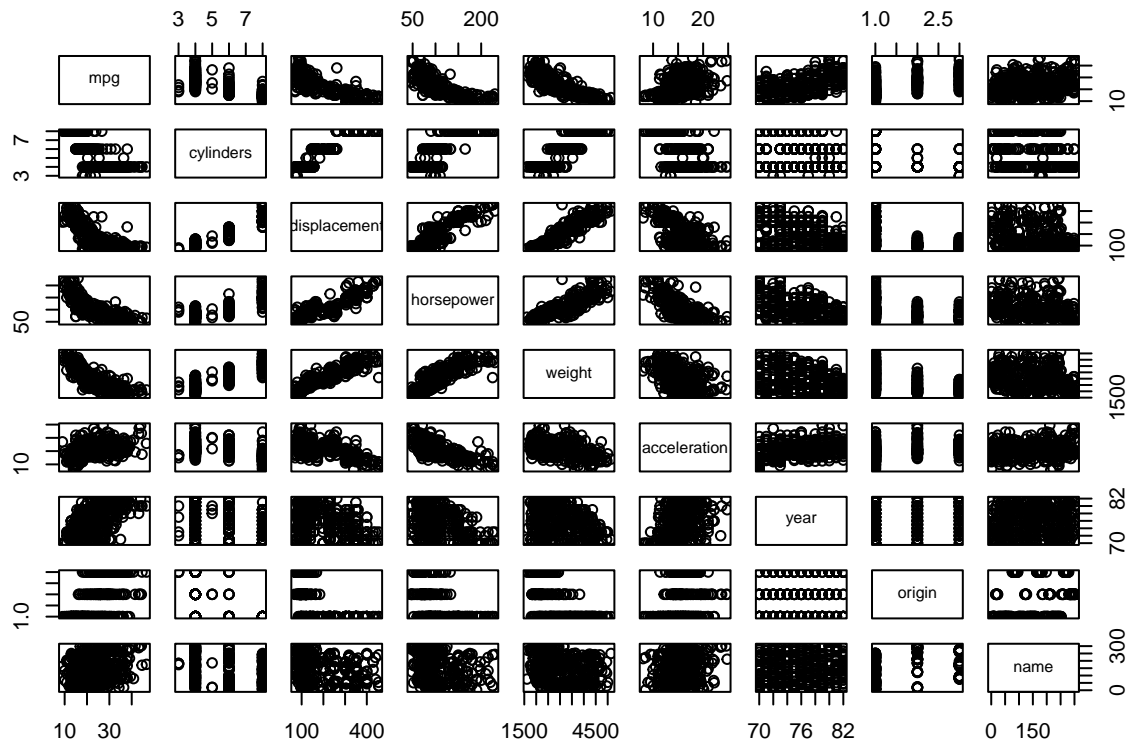 3 5 7 50 200 10 20 1.0 2.5
mpg 10
3 7 cylinders
displacement 100
50 horsepower
weight 1500
10 acceleration
year 70 82
1.0 origin
name 0 300
10 30 100 400 1500 4500 70 76 82 0 150